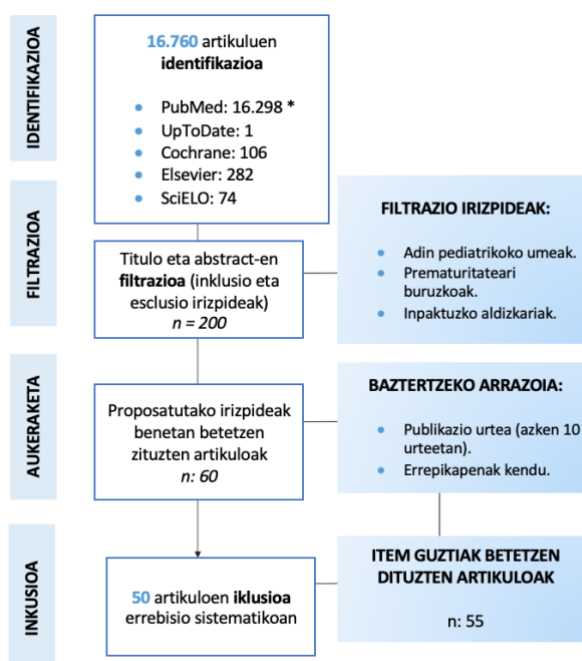 IDENTIFIKAZIOA
16.760 artikuluen
identifikazioa
• PubMed: 16.298 *
• UpToDate: 1
• Cochrane: 106
• Elsevier: 282
• SciELO: 74
FILTRAZIOA
Titulo eta abstract-en
filtrazioa (inklusio eta
esclusio irizpideak)
n = 200
FILTRAZIO IRIZPIDEAK:
• Adin pediatrikoko umeak.
• Prematuritateari
buruzkoak.
• Inpaktuzko aldizkariak.
AUKERAKETA
Proposatutako irizpideak
benetan betetzen
zituzten artikuloak
n: 60
BAZTERTZEKO ARRAZOIA:
• Publikazio urtea (azken 10
urteetan).
• Errepikapenak kendu.
INKUSIOA
50 artikuloen iklusioa
errebisio sistematikoan
ITEM GUZTIAK BETETZEN
DITUZTEN ARTIKULOAK
n: 55